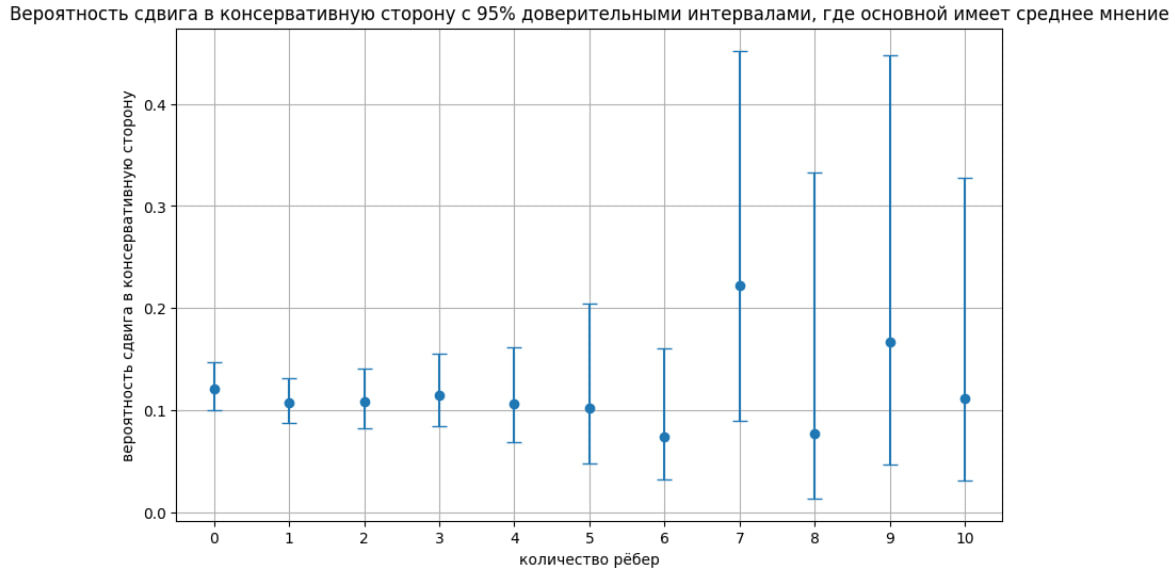 Вероятность сдвига в консервативную сторону с 95% доверительными интервалами, где основной имеет среднее мнение
вероятность сдвига в консервативную сторону
0.4
0.3
0.2
0.1
0.0
0 1 2 3 4 5 6 7 8 9 10
количество рёбер